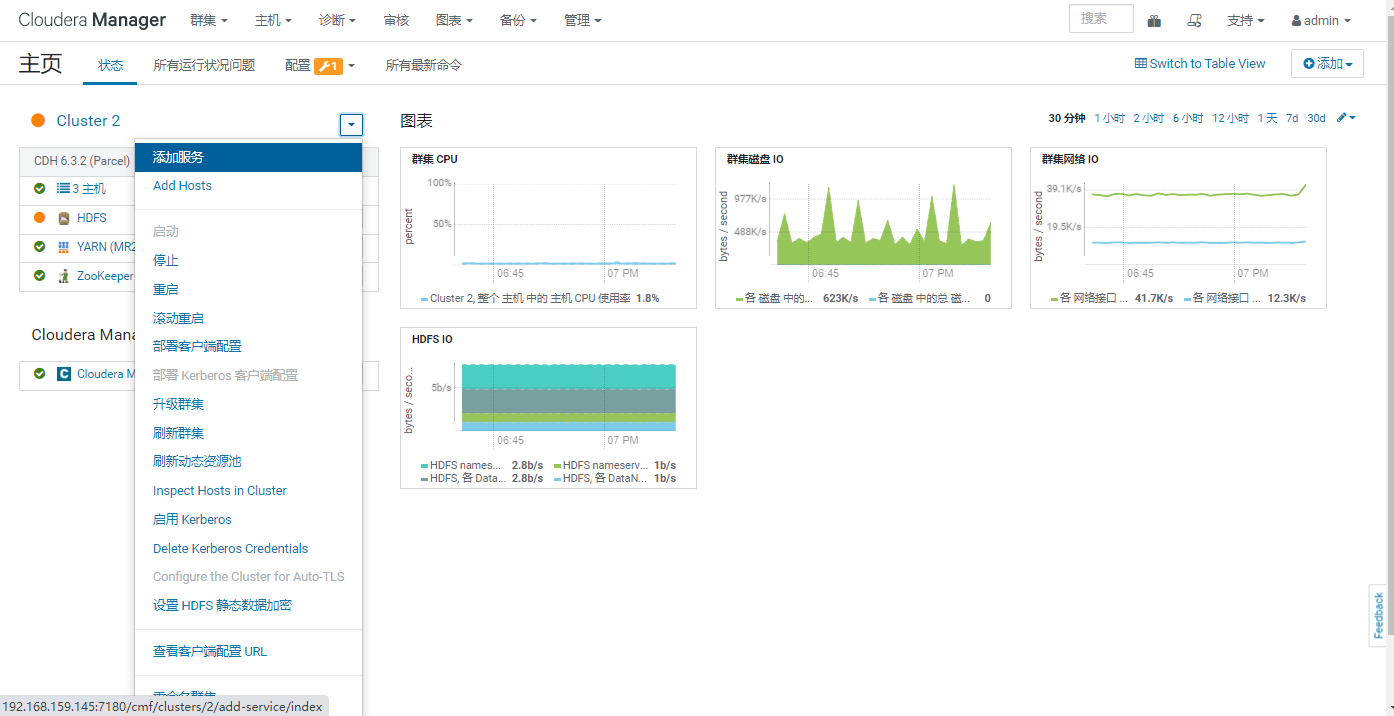 Cloudera Manager 群集 主机 诊断 审核 图表 备份 管理 搜索 支持 admin
主页 状态 所有运行状况问题 配置 1 所有最新命令 Switch to Table View 添加
Cluster 2
CDH 6.3.2 (Parcel)
3 主机
HDFS
YARN (MR2
ZooKeeper
Cloudera Mana
Cloudera M
添加服务
Add Hosts
启动
停止
重启
滚动重启
部署客户端配置
部署 Kerberos 客户端配置
升级群集
刷新群集
刷新动态资源池
Inspect Hosts in Cluster
启用 Kerberos
Delete Kerberos Credentials
Configure the Cluster for Auto-TLS
设置 HDFS 静态数据加密
查看客户端配置 URL
重命名群集
图表
30 分钟 1 小时 2 小时 6 小时 12 小时 1 天 7d 30d
群集 CPU
percent
100%
50%
06:45 07 PM
Cluster 2, 整个 主机 中的 主机 CPU 使用率 1.8%
群集磁盘 IO
bytes / second
977K/s
488K/s
06:45 07 PM
各 磁盘 中的... 623K/s 各 磁盘 中的总 磁... 0
群集网络 IO
bytes / second
39.1K/s
19.5K/s
06:45 07 PM
各 网络接口 ... 41.7K/s 各 网络接口 ... 12.3K/s
HDFS IO
bytes / seco...
5b/s
06:45 07 PM
HDFS names... 2.8b/s HDFS nameserv... 1b/s
HDFS, 各 Data... 2.8b/s HDFS, 各 DataN... 1b/s
Feedback
192.168.159.145:7180/cmf/clusters/2/add-service/index